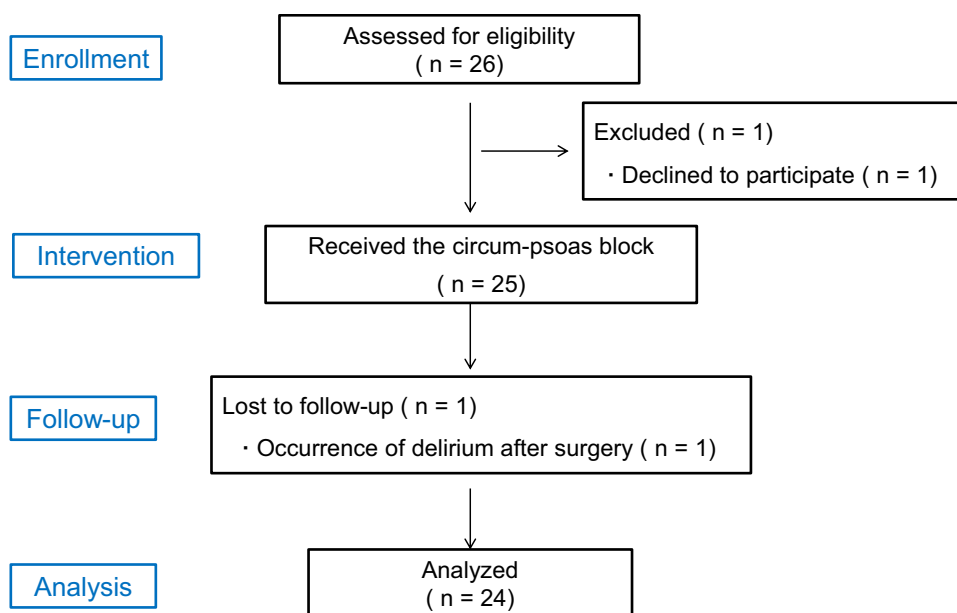 Enrollment
Assessed for eligibility
( n = 26)
Excluded ( n = 1)
・Declined to participate ( n = 1)
Intervention
Received the circum-psoas block
( n = 25)
Follow-up
Lost to follow-up ( n = 1)
・Occurrence of delirium after surgery ( n = 1)
Analysis
Analyzed
( n = 24)